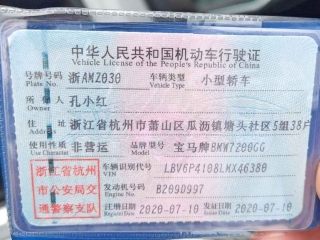 中华人民共和国机动车行驶证
Vehicle License of the People's Republic of China
号牌号码 浙AMZ030 车辆类型 小型轿车
Plate No. Vehicle Type
所有人 孔小红
Owner
住址 浙江省杭州市萧山区瓜沥镇塘头社区5组38户
Address
使用性质 非营运 品牌型号 宝马牌BMW7200GG
Use Character Model
浙江省杭州市公安局交通警察支队
车辆识别代号 LBV6P4108LMX46380
VIN
发动机号码 B209D997
Engine No.
注册日期 2020-07-10 发证日期 2020-07-10
Register Date Issue Date